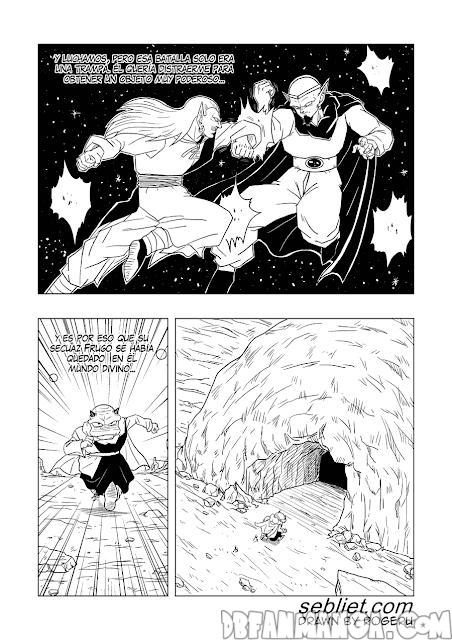 Y LUCHAMOS, PERO ESA BATALLA SOLO ERA
UNA TRAMPA. ÉL QUERÍA DISTRAERME PARA
OBTENER UN OBJETO MUY PODEROSO...
Y ES POR ESO QUE SU
SECUAZ FRUGO SE HABÍA
QUEDADO EN EL
MUNDO DIVINO...
sebliet.com
DRAWN BY ROGERU
DBFANMANGA.COM